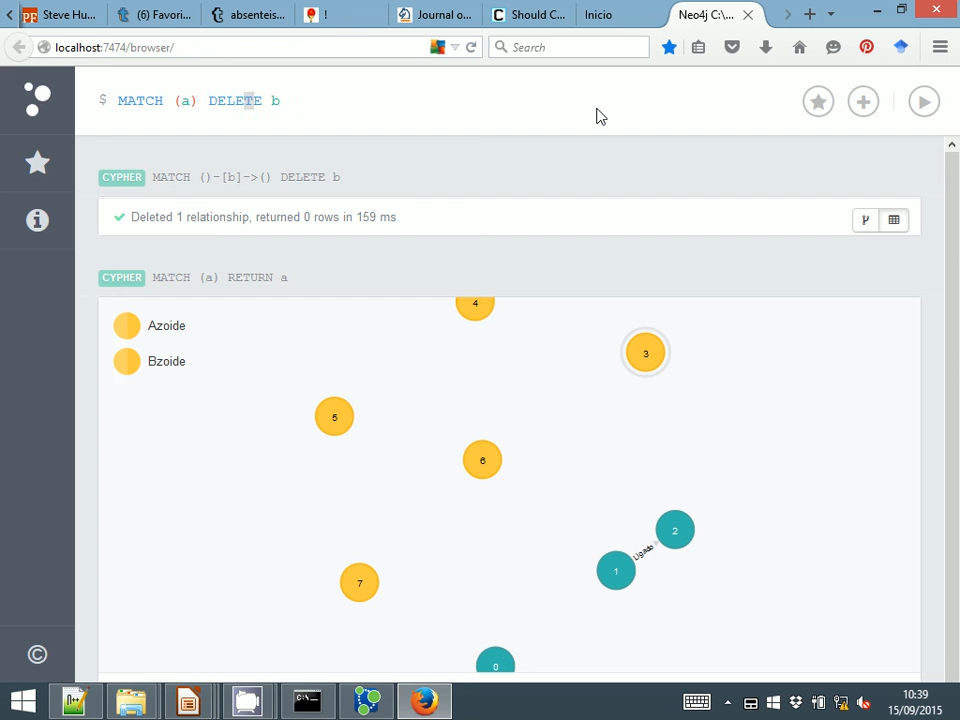 Steve Hu...
(6) Favori...
absenteis...
!
Journal o...
Should C...
Inicio
Neo4j C:\...
localhost:7474/browser/
Search
$ MATCH (a) DELETE b
CYPHER MATCH ()-[b]->() DELETE b
Deleted 1 relationship, returned 0 rows in 159 ms
CYPHER MATCH (a) RETURN a
Azoide
Bzoide
4
3
5
6
2
Ligado
1
7
0
10:39
15/09/2015